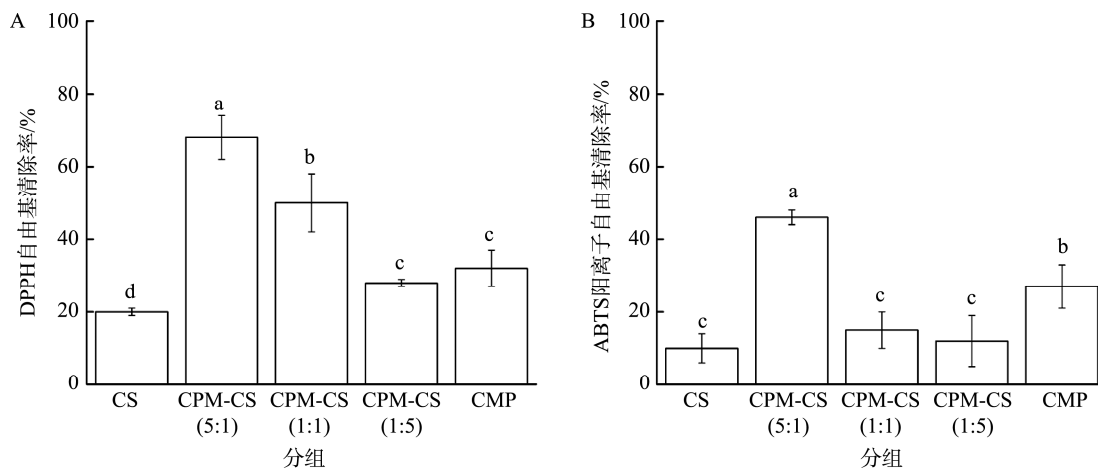 A
DPPH自由基清除率/%
100
80
60
40
20
0
d
a
b
c
c
CS
CPM-CS
(5:1)
CPM-CS
(1:1)
CPM-CS
(1:5)
CMP
分组
B
ABTS阳离子自由基清除率/%
100
80
60
40
20
0
c
a
c
c
b
CS
CPM-CS
(5:1)
CPM-CS
(1:1)
CPM-CS
(1:5)
CMP
分组